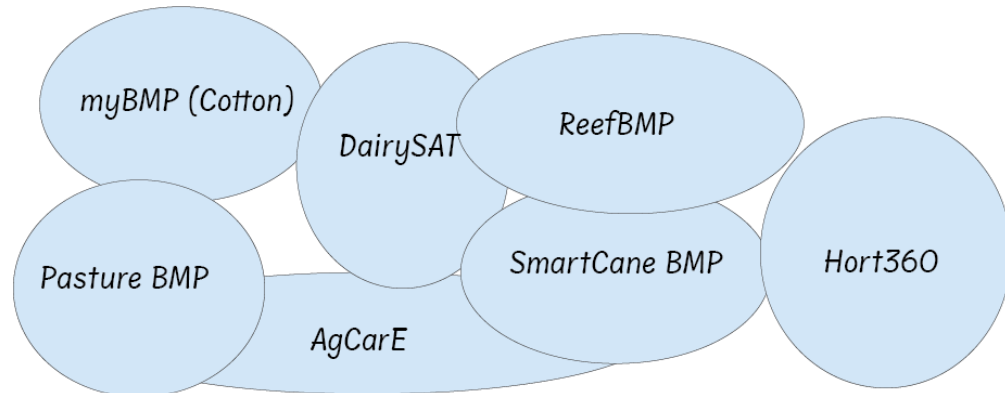 myBMP (Cotton)
DairySAT
ReefBMP
Pasture BMP
SmartCane BMP
Hort360
AgCarE